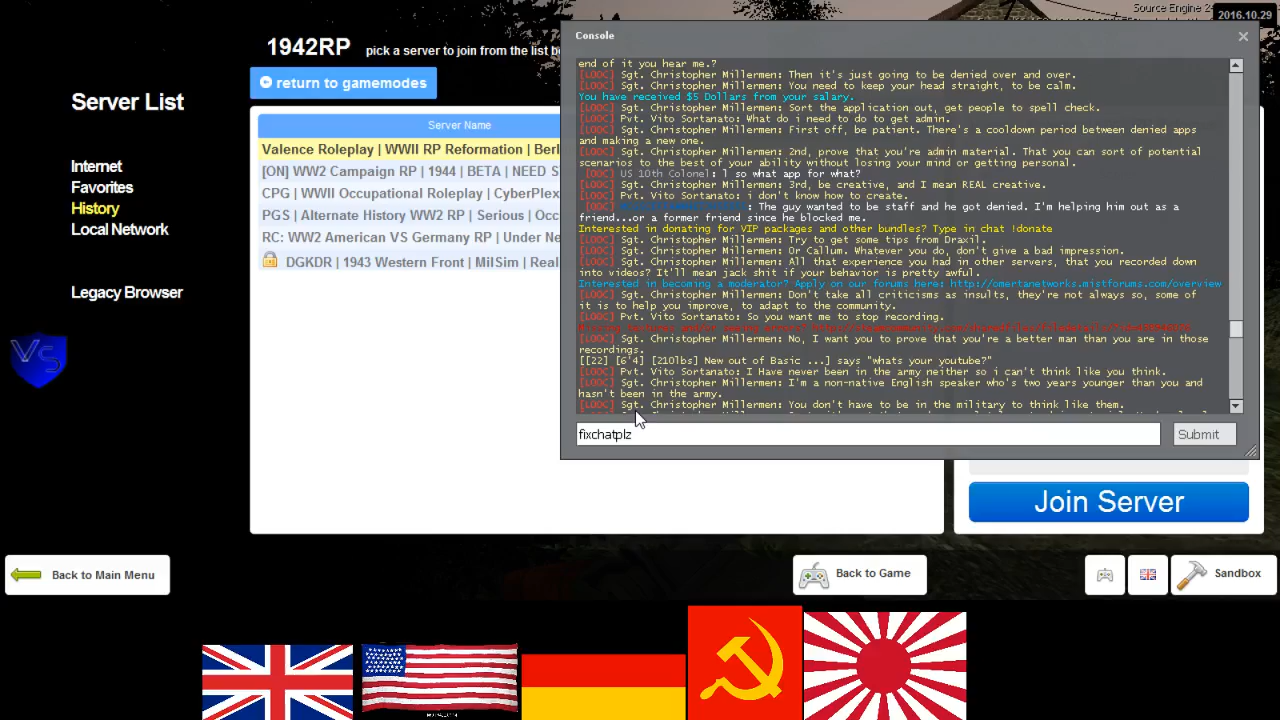 Source Engine 2
2016.10.29
1942RP pick a server to join from the list b
return to gamemodes
Server List
Internet
Favorites
History
Local Network
Legacy Browser
VS
Server Name
Valence Roleplay | WWII RP Reformation | Berl
[ON] WW2 Campaign RP | 1944 | BETA | NEED S
CPG | WWII Occupational Roleplay | CyberPlex
PGS | Alternate History WW2 RP | Serious | Occ
RC: WW2 American VS Germany RP | Under Ne
DGKDR | 1943 Western Front | MilSim | Real
Console
end of it you hear me.?
[LOOC] Sgt. Christopher Millermen: Then it's just going to be denied over and over.
[LOOC] Sgt. Christopher Millermen: You need to keep your head straight, to be calm.
You have received $5 Dollars from your salary.
[LOOC] Sgt. Christopher Millermen: Sort the application out, get people to spell check.
[LOOC] Pvt. Vito Sortanato: What do i need to do to get admin.
[LOOC] Sgt. Christopher Millermen: First off, be patient. There's a cooldown period between denied apps
and making a new one.
[LOOC] Sgt. Christopher Millermen: 2nd, prove that you're admin material. That you can sort of potential
scenarios to the best of your ability without losing your mind or getting personal.
[OOC] US 10th Colonel: l so what app for what?
[LOOC] Sgt. Christopher Millermen: 3rd, be creative, and I mean REAL creative.
[LOOC] Pvt. Vito Sortanato: i don't know how to create.
[OOC] : The guy wanted to be staff and he got denied. I'm helping him out as a
friend...or a former friend since he blocked me.
Interested in donating for VIP packages and other bundles? Type in chat !donate
[LOOC] Sgt. Christopher Millermen: Try to get some tips from Draxil.
[LOOC] Sgt. Christopher Millermen: Or Callum. Whatever you do, don't give a bad impression.
[LOOC] Sgt. Christopher Millermen: All that experience you had in other servers, that you recorded down
into videos? It'll mean jack shit if your behavior is pretty awful.
Interested in becoming a moderator? Apply on our forums here: http://omertanetworks.mistforums.com/overview
[LOOC] Sgt. Christopher Millermen: Don't take all criticisms as insults, they're not always so, some of
it is to help you improve, to adapt to the community.
[LOOC] Pvt. Vito Sortanato: So you want me to stop recording.
[LOOC] Sgt. Christopher Millermen: No, I want you to prove that you're a better man than you are in those
recordings.
[[22] [6'4] [210lbs] New out of Basic ...] says "whats your youtube?"
[LOOC] Pvt. Vito Sortanato: I Have never been in the army neither so i can't think like you think.
[LOOC] Sgt. Christopher Millermen: I'm a non-native English speaker who's two years younger than you and
hasn't been in the army.
[LOOC] Sgt. Christopher Millermen: You don't have to be in the military to think like them.
fixchatplz
Submit
Join Server
Back to Main Menu
Back to Game
Sandbox